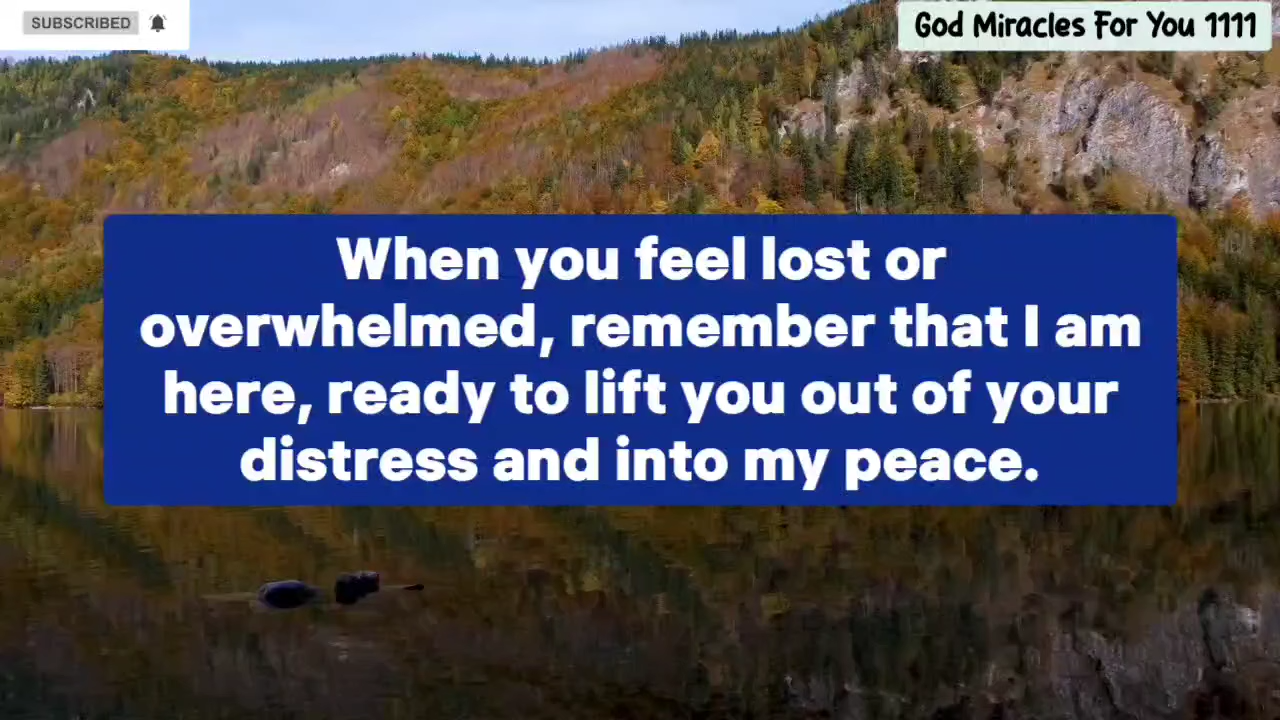 SUBSCRIBED
God Miracles For You 1111
When you feel lost or
overwhelmed, remember that I am
here, ready to lift you out of your
distress and into my peace.